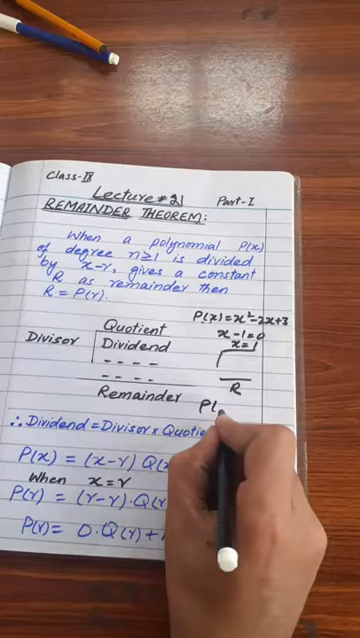 Class-IX
Lecture # 21 Part-I
REMAINDER THEOREM:
When a polynomial P(x)
of degree n≥1 is divided
by x-r, gives a constant
R as remainder then
R = P(r).
P(x)=x²-2x+3
Quotient
x-1=0
x=1
Divisor Dividend
- - - -
- - - -
R
Remainder
P(
∴ Dividend = Divisor x Quotie
P(x) = (x-r) Q(x
When x=r
P(r) = (r-r)·Q(r
P(r) = 0·Q(r)+